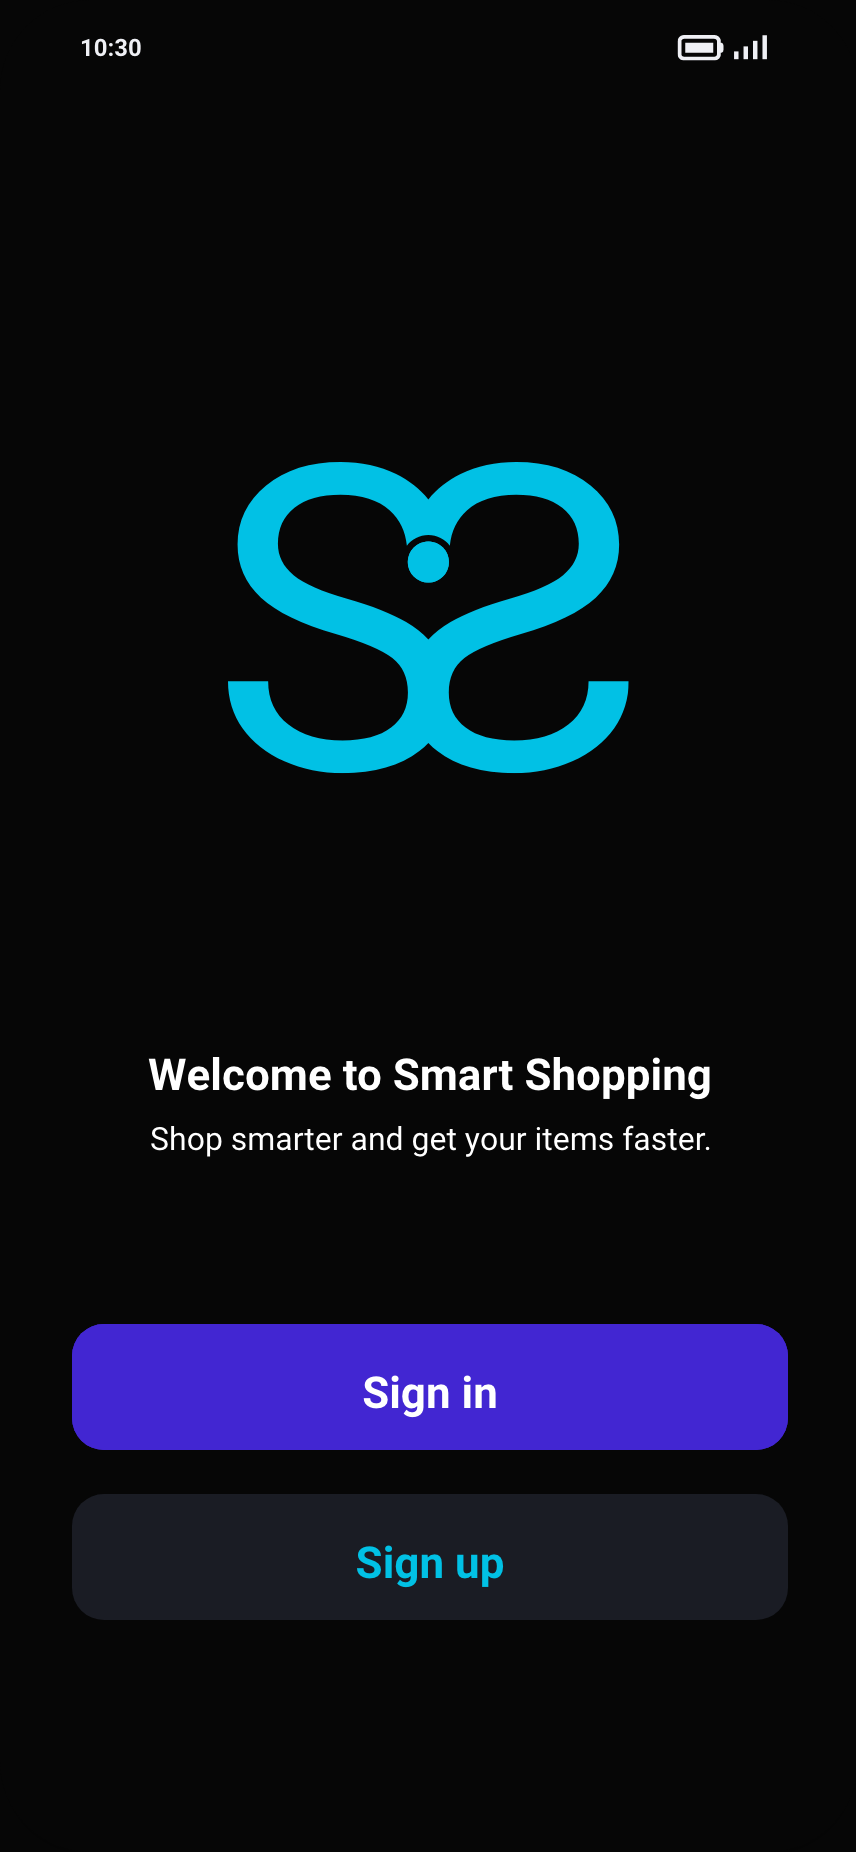 10:30
Welcome to Smart Shopping
Shop smarter and get your items faster.
Sign in
Sign up